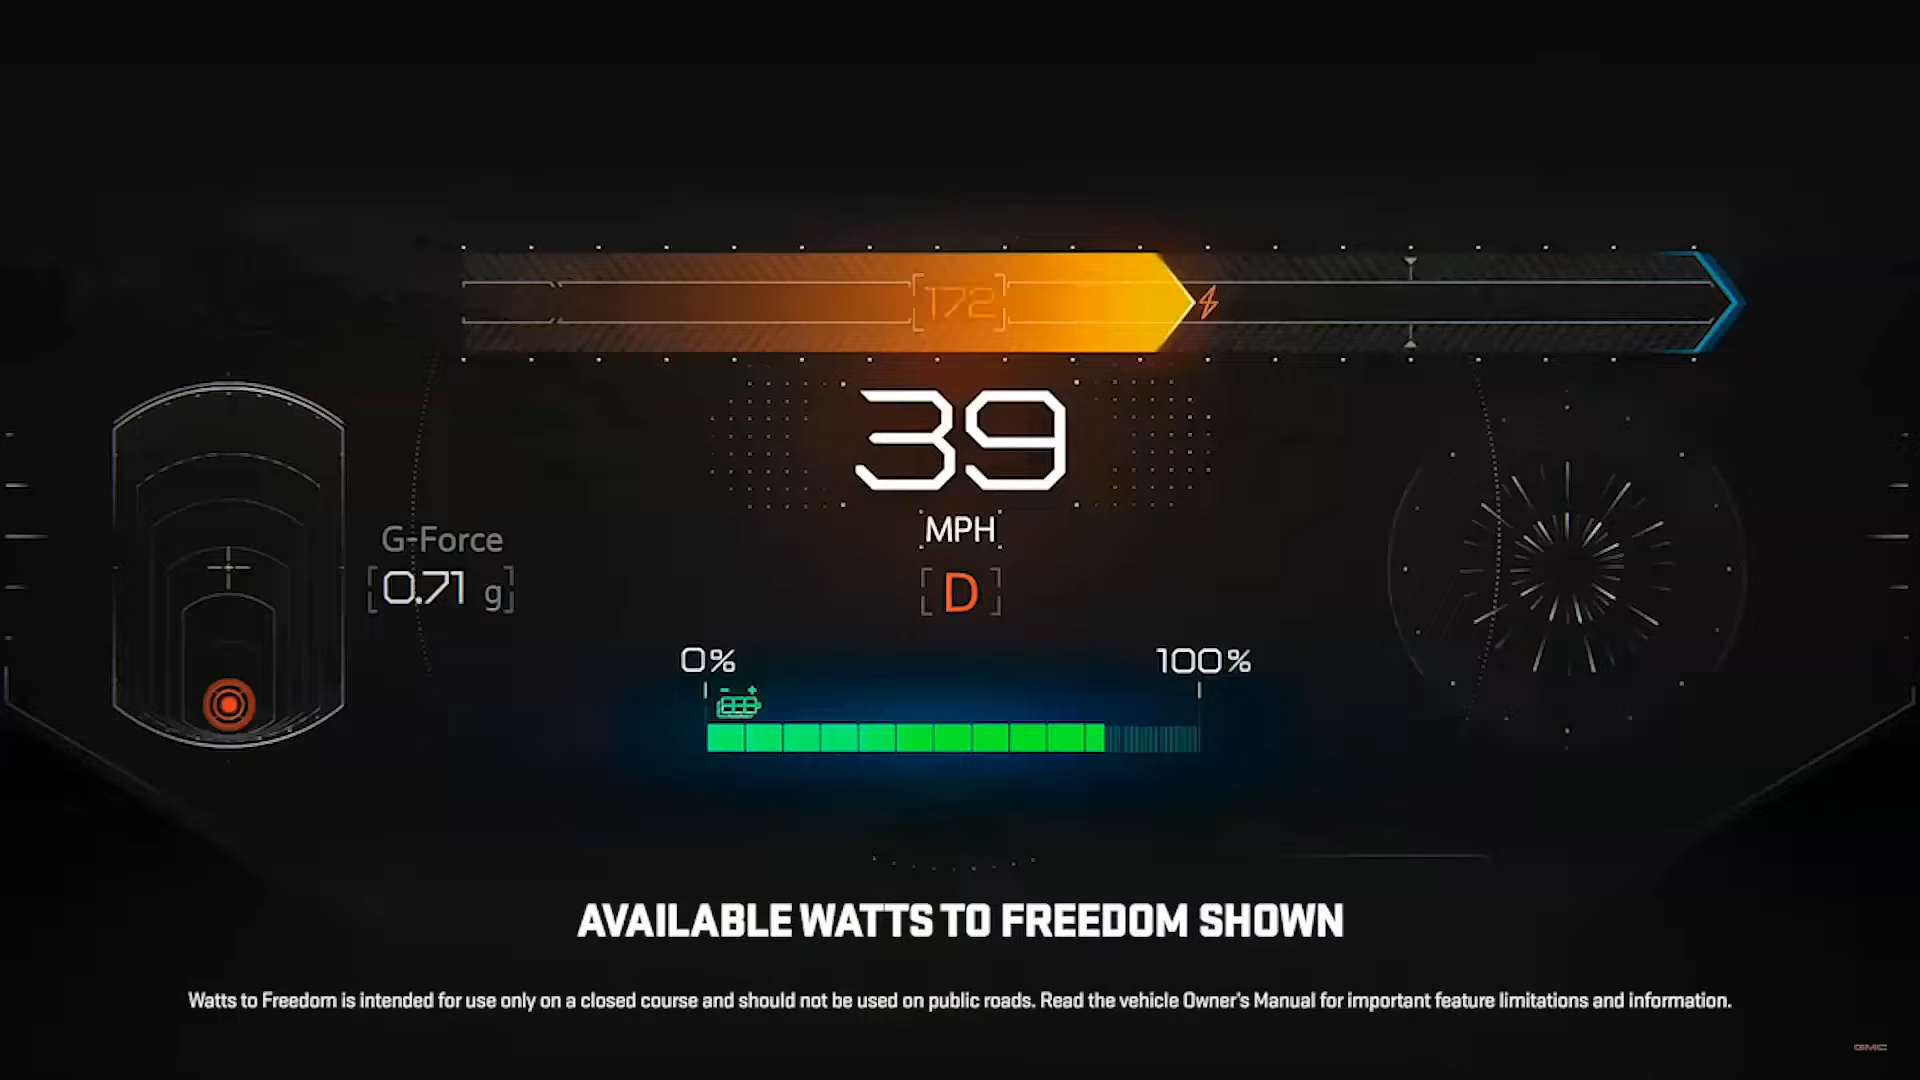 172
39
MPH
D
G-Force
0.71 g
0% 100%
AVAILABLE WATTS TO FREEDOM SHOWN
Watts to Freedom is intended for use only on a closed course and should not be used on public roads. Read the vehicle Owner's Manual for important feature limitations and information.
GMC